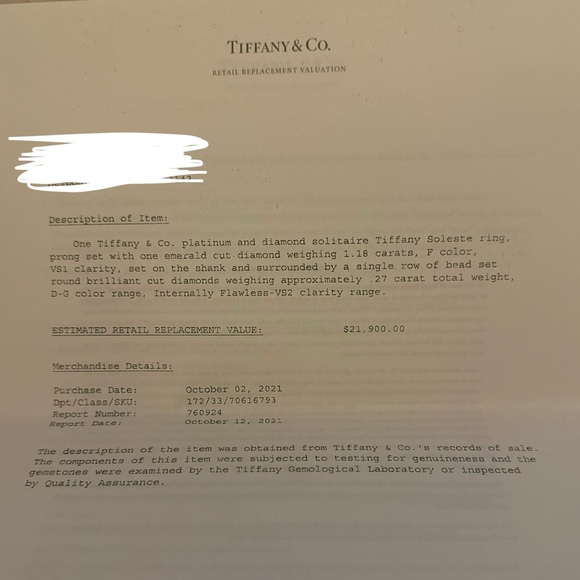 TIFFANY & CO.
RETAIL REPLACEMENT VALUATION
Description of Item:
One Tiffany & Co. platinum and diamond solitaire Tiffany Soleste ring,
prong set with one emerald cut diamond weighing 1.18 carats, F color,
VS1 clarity, set on the shank and surrounded by a single row of bead set
round brilliant cut diamonds weighing approximately .27 carat total weight,
D-G color range, Internally Flawless-VS2 clarity range.
ESTIMATED RETAIL REPLACEMENT VALUE: $21,900.00
Merchandise Details:
Purchase Date: October 02, 2021
Dpt/Class/SKU: 172/33/70616793
Report Number: 760924
Report Date: October 12, 2021
The description of the item was obtained from Tiffany & Co.'s records of sale.
The components of this item were subjected to testing for genuineness and the
gemstones were examined by the Tiffany Gemological Laboratory or inspected
by Quality Assurance.